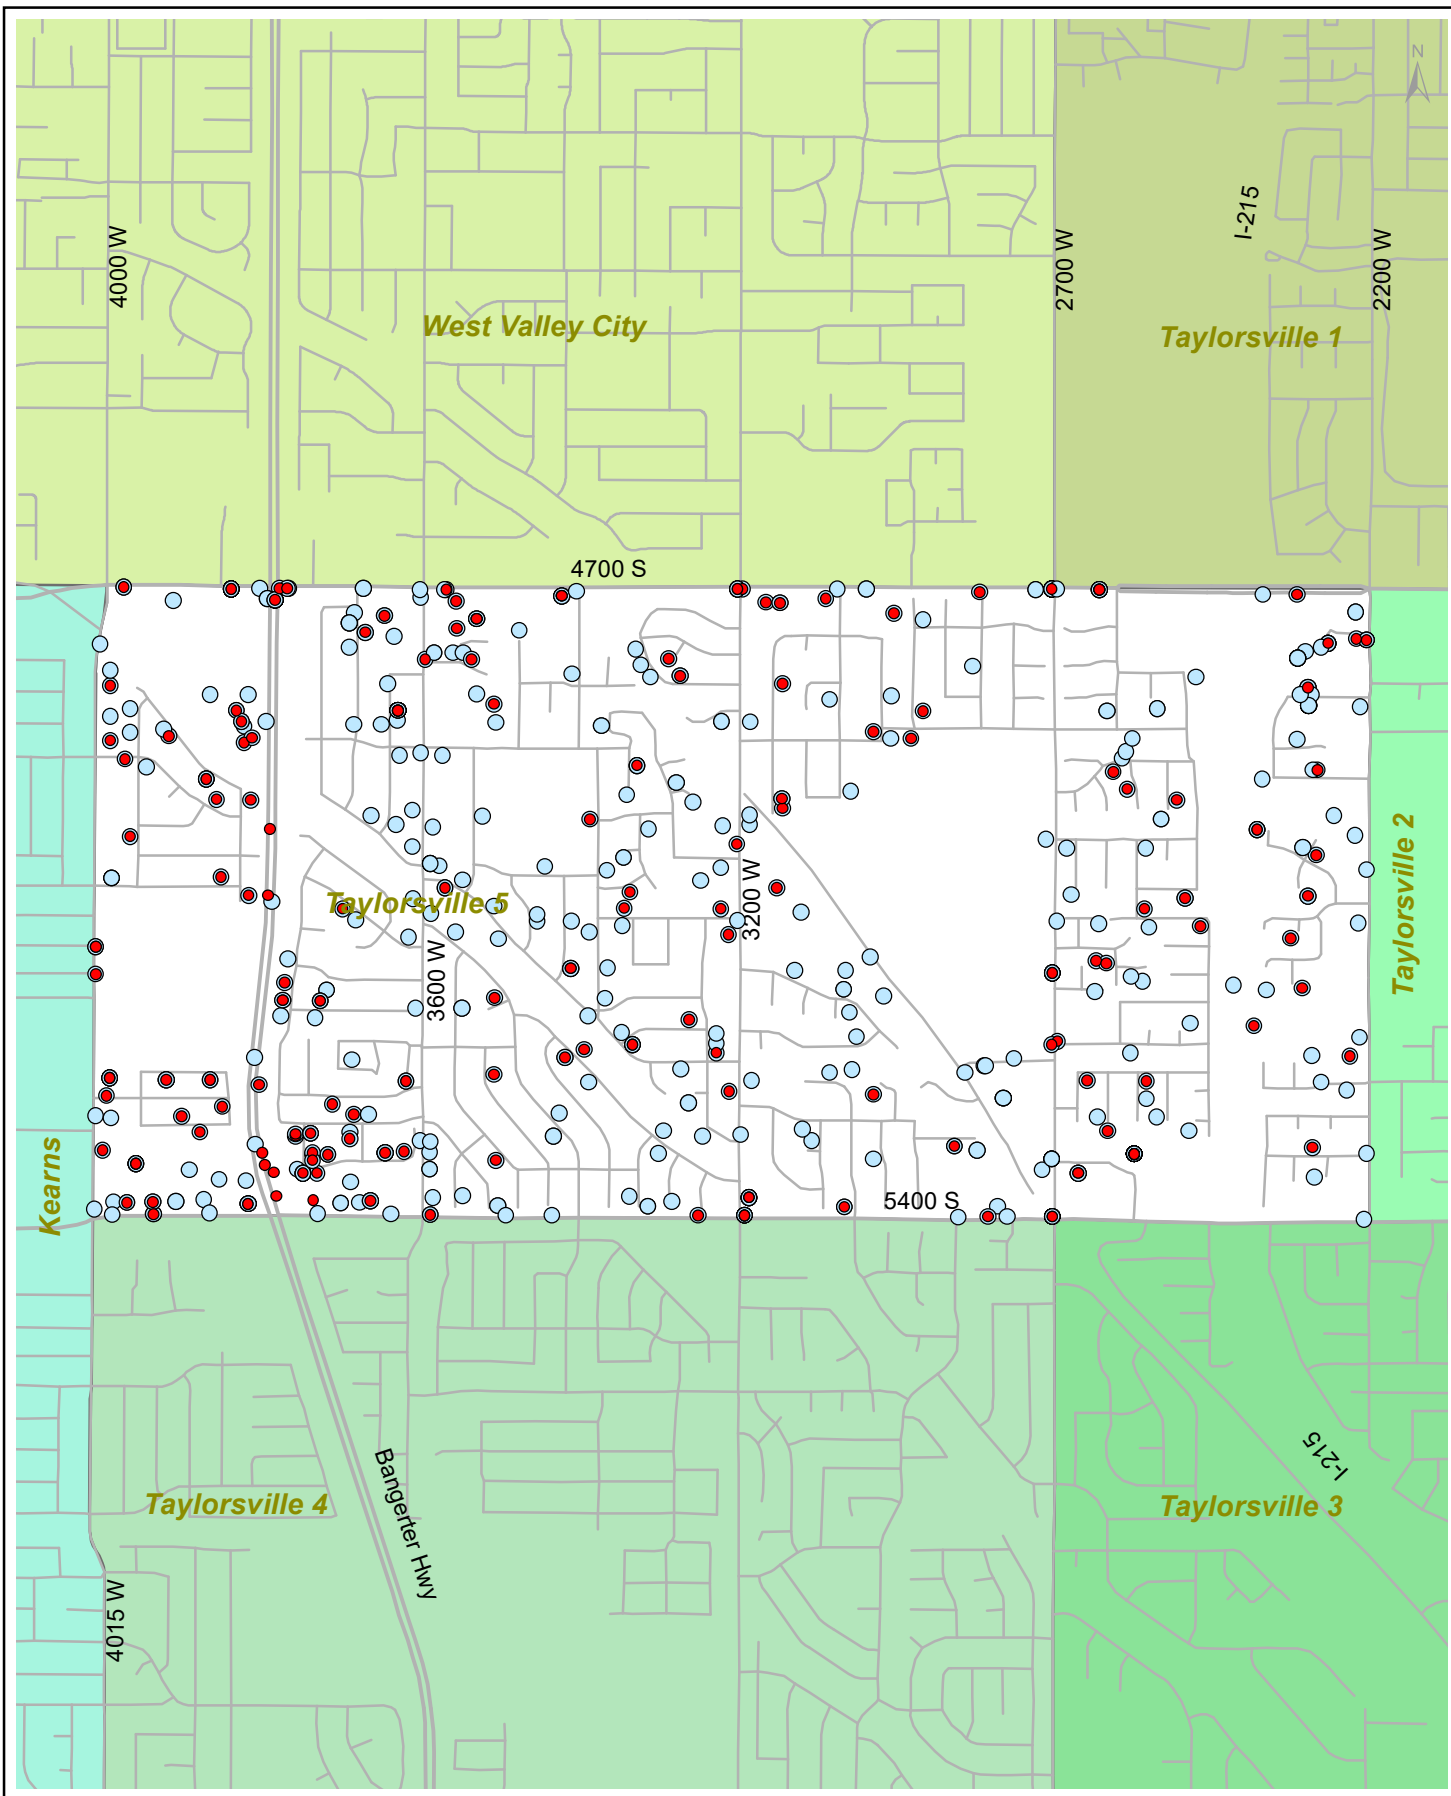 N
I-215
4000 W
2700 W
2200 W
West Valley City
Taylorsville 1
4700 S
Taylorsville 2
3200 W
Taylorsville 5
3600 W
Kearns
5400 S
I-215
Bangerter Hwy
Taylorsville 4
Taylorsville 3
4015 W